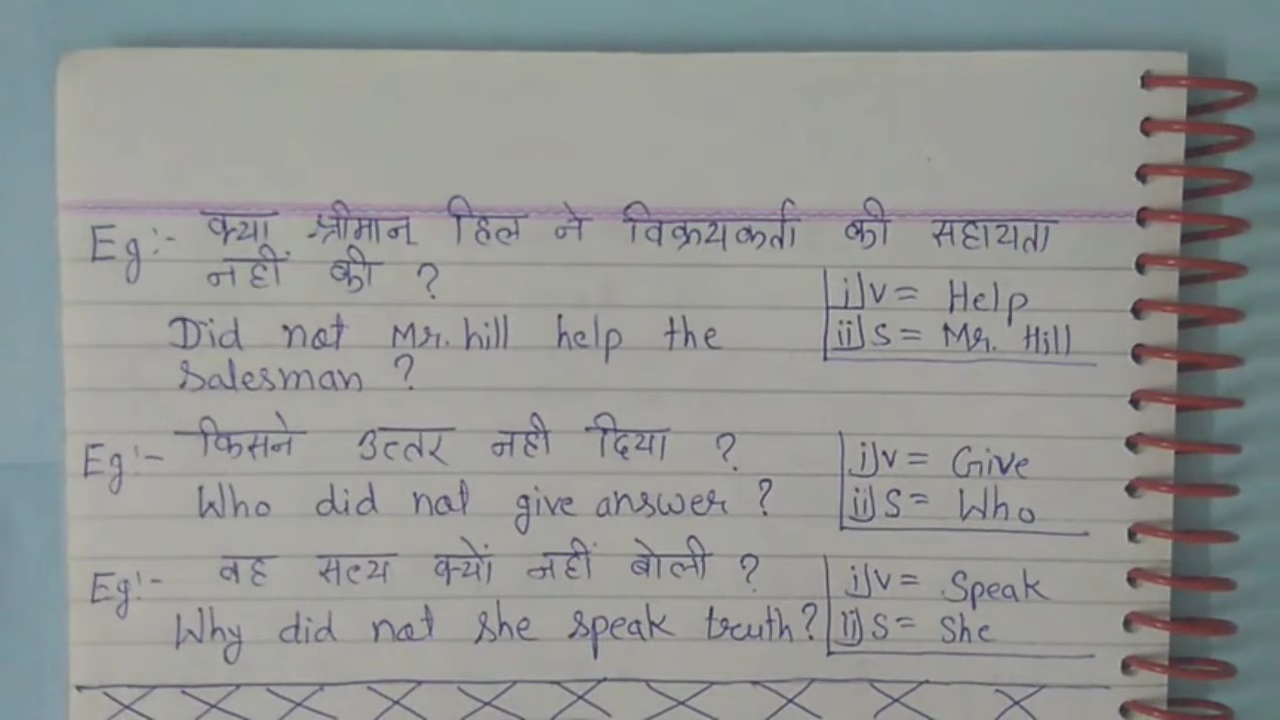 Eg:- क्या श्रीमान् हिल ने विक्रयकर्ता की सहायता
नहीं की ?
i) V = Help
Did not Mr. hill help the
ii) S = Mr. Hill
Salesman ?
Eg:- किसने उत्तर नही दिया ?
i) V = Give
Who did not give answer ?
ii) S = Who
Eg:- वह सत्य क्यों नहीं बोली ?
i) V = Speak
Why did not she speak truth ?
ii) S = She